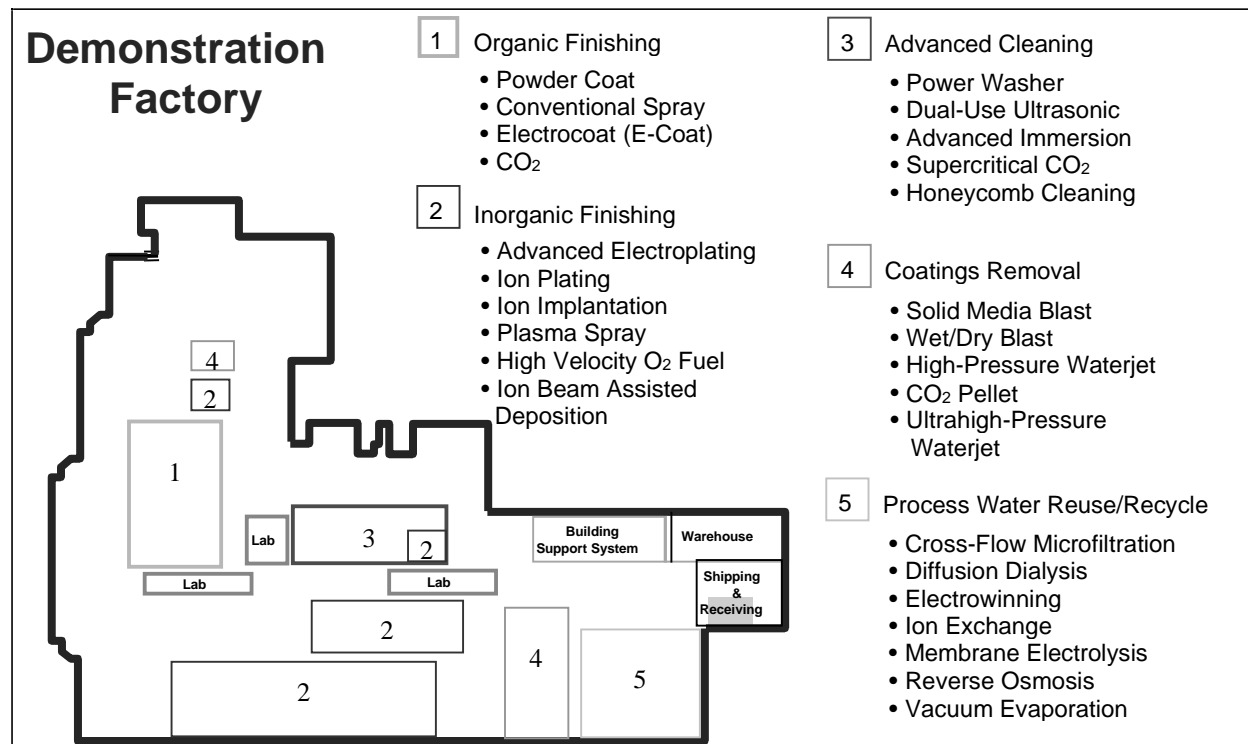 Demonstration
Factory
1 Organic Finishing
• Powder Coat
• Conventional Spray
• Electrocoat (E-Coat)
• CO₂
2 Inorganic Finishing
• Advanced Electroplating
• Ion Plating
• Ion Implantation
• Plasma Spray
• High Velocity O₂ Fuel
• Ion Beam Assisted
Deposition
3 Advanced Cleaning
• Power Washer
• Dual-Use Ultrasonic
• Advanced Immersion
• Supercritical CO₂
• Honeycomb Cleaning
4 Coatings Removal
• Solid Media Blast
• Wet/Dry Blast
• High-Pressure Waterjet
• CO₂ Pellet
• Ultrahigh-Pressure
Waterjet
5 Process Water Reuse/Recycle
• Cross-Flow Microfiltration
• Diffusion Dialysis
• Electrowinning
• Ion Exchange
• Membrane Electrolysis
• Reverse Osmosis
• Vacuum Evaporation
4
2
1
Lab
3
2
Building
Support System
Warehouse
Lab
Lab
Shipping
&
Receiving
2
4
5
2